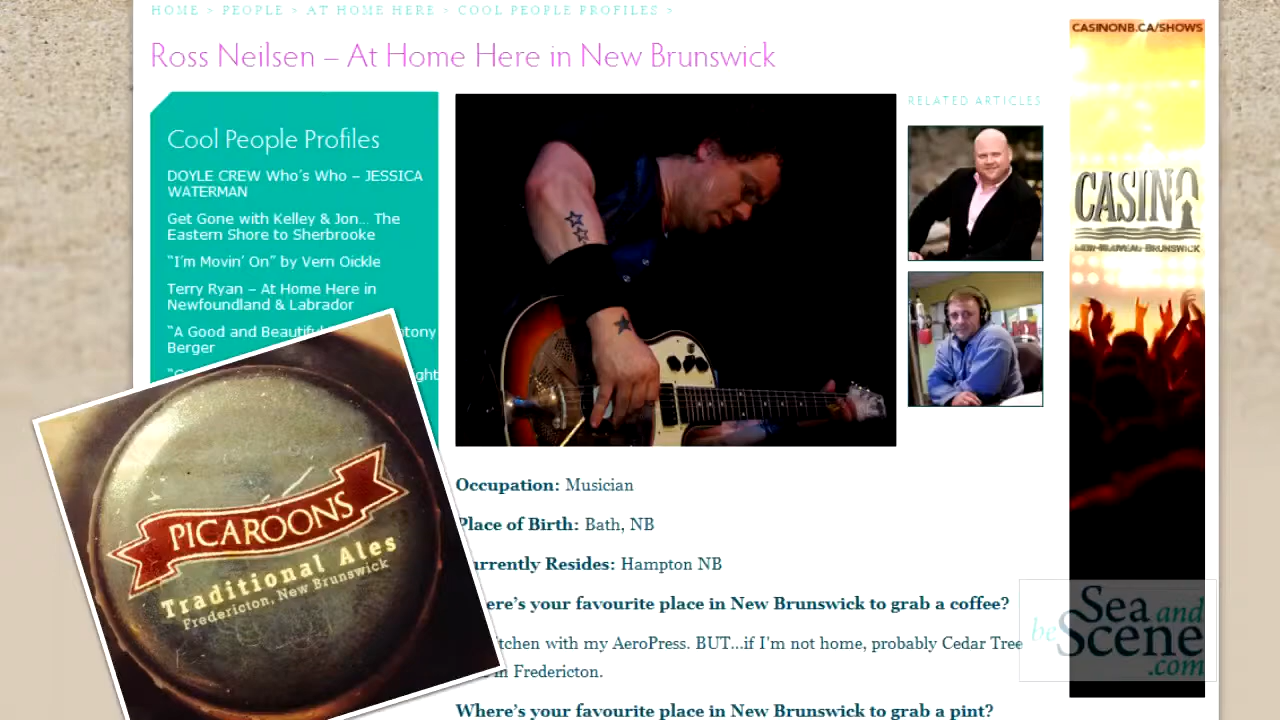 HOME > PEOPLE > AT HOME HERE > COOL PEOPLE PROFILES >
Ross Neilsen – At Home Here in New Brunswick
Cool People Profiles
DOYLE CREW Who's Who – JESSICA
WATERMAN
Get Gone with Kelley & Jon... The
Eastern Shore to Sherbrooke
"I'm Movin' On" by Vern Oickle
Terry Ryan – At Home Here in
Newfoundland & Labrador
"A Good and Beautiful
Berger
RELATED ARTICLES
CASINONB.CA/SHOWS
CASINO
NEW BRUNSWICK
Occupation: Musician
Place of Birth: Bath, NB
Currently Resides: Hampton NB
Where's your favourite place in New Brunswick to grab a coffee?
with my AeroPress. BUT...if I'm not home, probably Cedar Tree
in Fredericton.
Where's your favourite place in New Brunswick to grab a pint?
PICAROONS
Traditional Ales
Fredericton, New Brunswick
be Sea and
Scene
.com